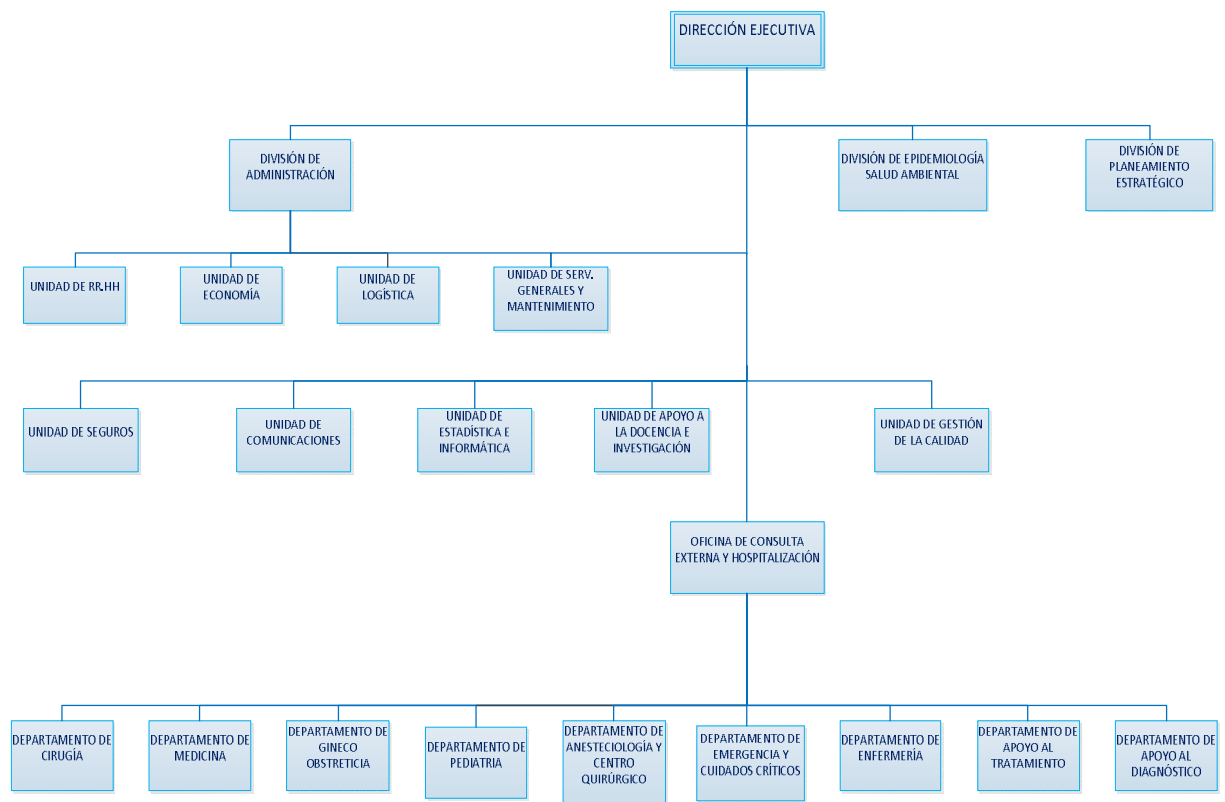 DIRECCIÓN EJECUTIVA
DIVISIÓN DE
ADMINISTRACIÓN
DIVISIÓN DE EPIDEMIOLOGÍA
SALUD AMBIENTAL
DIVISIÓN DE
PLANEAMIENTO
ESTRATÉGICO
UNIDAD DE RR.HH
UNIDAD DE
ECONOMÍA
UNIDAD DE
LOGÍSTICA
UNIDAD DE SERV.
GENERALES Y
MANTENIMIENTO
UNIDAD DE SEGUROS
UNIDAD DE
COMUNICACIONES
UNIDAD DE
ESTADÍSTICA E
INFORMÁTICA
UNIDAD DE APOYO A
LA DOCENCIA E
INVESTIGACIÓN
UNIDAD DE GESTIÓN
DE LA CALIDAD
OFICINA DE CONSULTA
EXTERNA Y HOSPITALIZACIÓN
DEPARTAMENTO DE
CIRUGÍA
DEPARTAMENTO DE
MEDICINA
DEPARTAMENTO DE
GINECO
OBSTRETICIA
DEPARTAMENTO DE
PEDIATRIA
DEPARTAMENTO DE
ANESTECIOLOGÍA Y
CENTRO
QUIRÚRGICO
DEPARTAMENTO DE
EMERGENCIA Y
CUIDADOS CRÍTICOS
DEPARTAMENTO DE
ENFERMERÍA
DEPARTAMENTO DE
APOYO AL
TRATAMIENTO
DEPARTAMENTO DE
APOYO AL
DIAGNÓSTICO